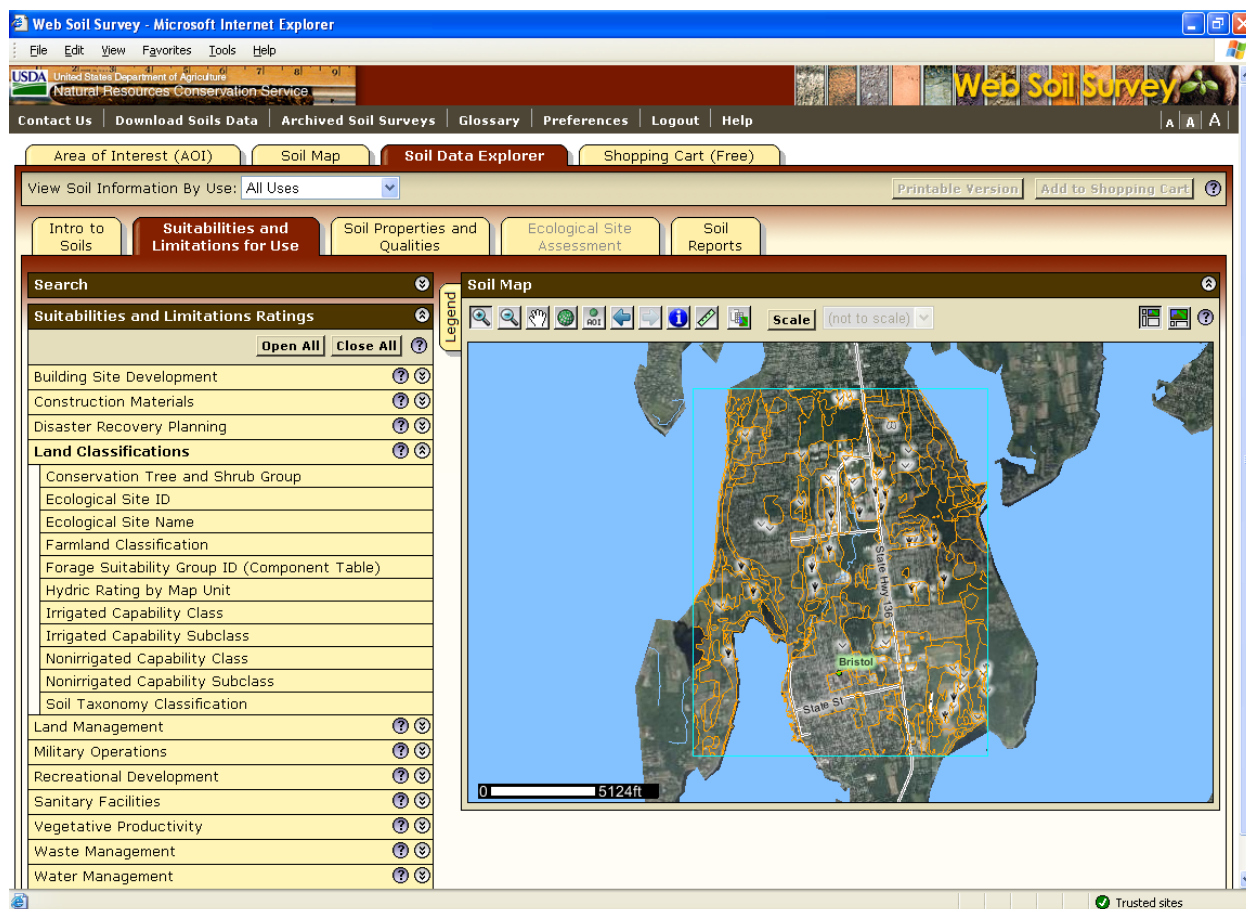 Web Soil Survey - Microsoft Internet Explorer
File Edit View Favorites Tools Help
USDA United States Department of Agriculture
Natural Resources Conservation Service
Web Soil Survey
Contact Us | Download Soils Data | Archived Soil Surveys | Glossary | Preferences | Logout | Help
A A A
Area of Interest (AOI) Soil Map Soil Data Explorer Shopping Cart (Free)
View Soil Information By Use: All Uses Printable Version Add to Shopping Cart ?
Intro to Soils
Suitabilities and Limitations for Use
Soil Properties and Qualities
Ecological Site Assessment
Soil Reports
Search
Suitabilities and Limitations Ratings
Open All Close All ?
Building Site Development ?
Construction Materials ?
Disaster Recovery Planning ?
Land Classifications ?
Conservation Tree and Shrub Group
Ecological Site ID
Ecological Site Name
Farmland Classification
Forage Suitability Group ID (Component Table)
Hydric Rating by Map Unit
Irrigated Capability Class
Irrigated Capability Subclass
Nonirrigated Capability Class
Nonirrigated Capability Subclass
Soil Taxonomy Classification
Land Management ?
Military Operations ?
Recreational Development ?
Sanitary Facilities ?
Vegetative Productivity ?
Waste Management ?
Water Management ?
Legend
Soil Map
AOI Scale (not to scale) ?
State Hwy 136
Bristol
State St
0 5124ft
Trusted sites